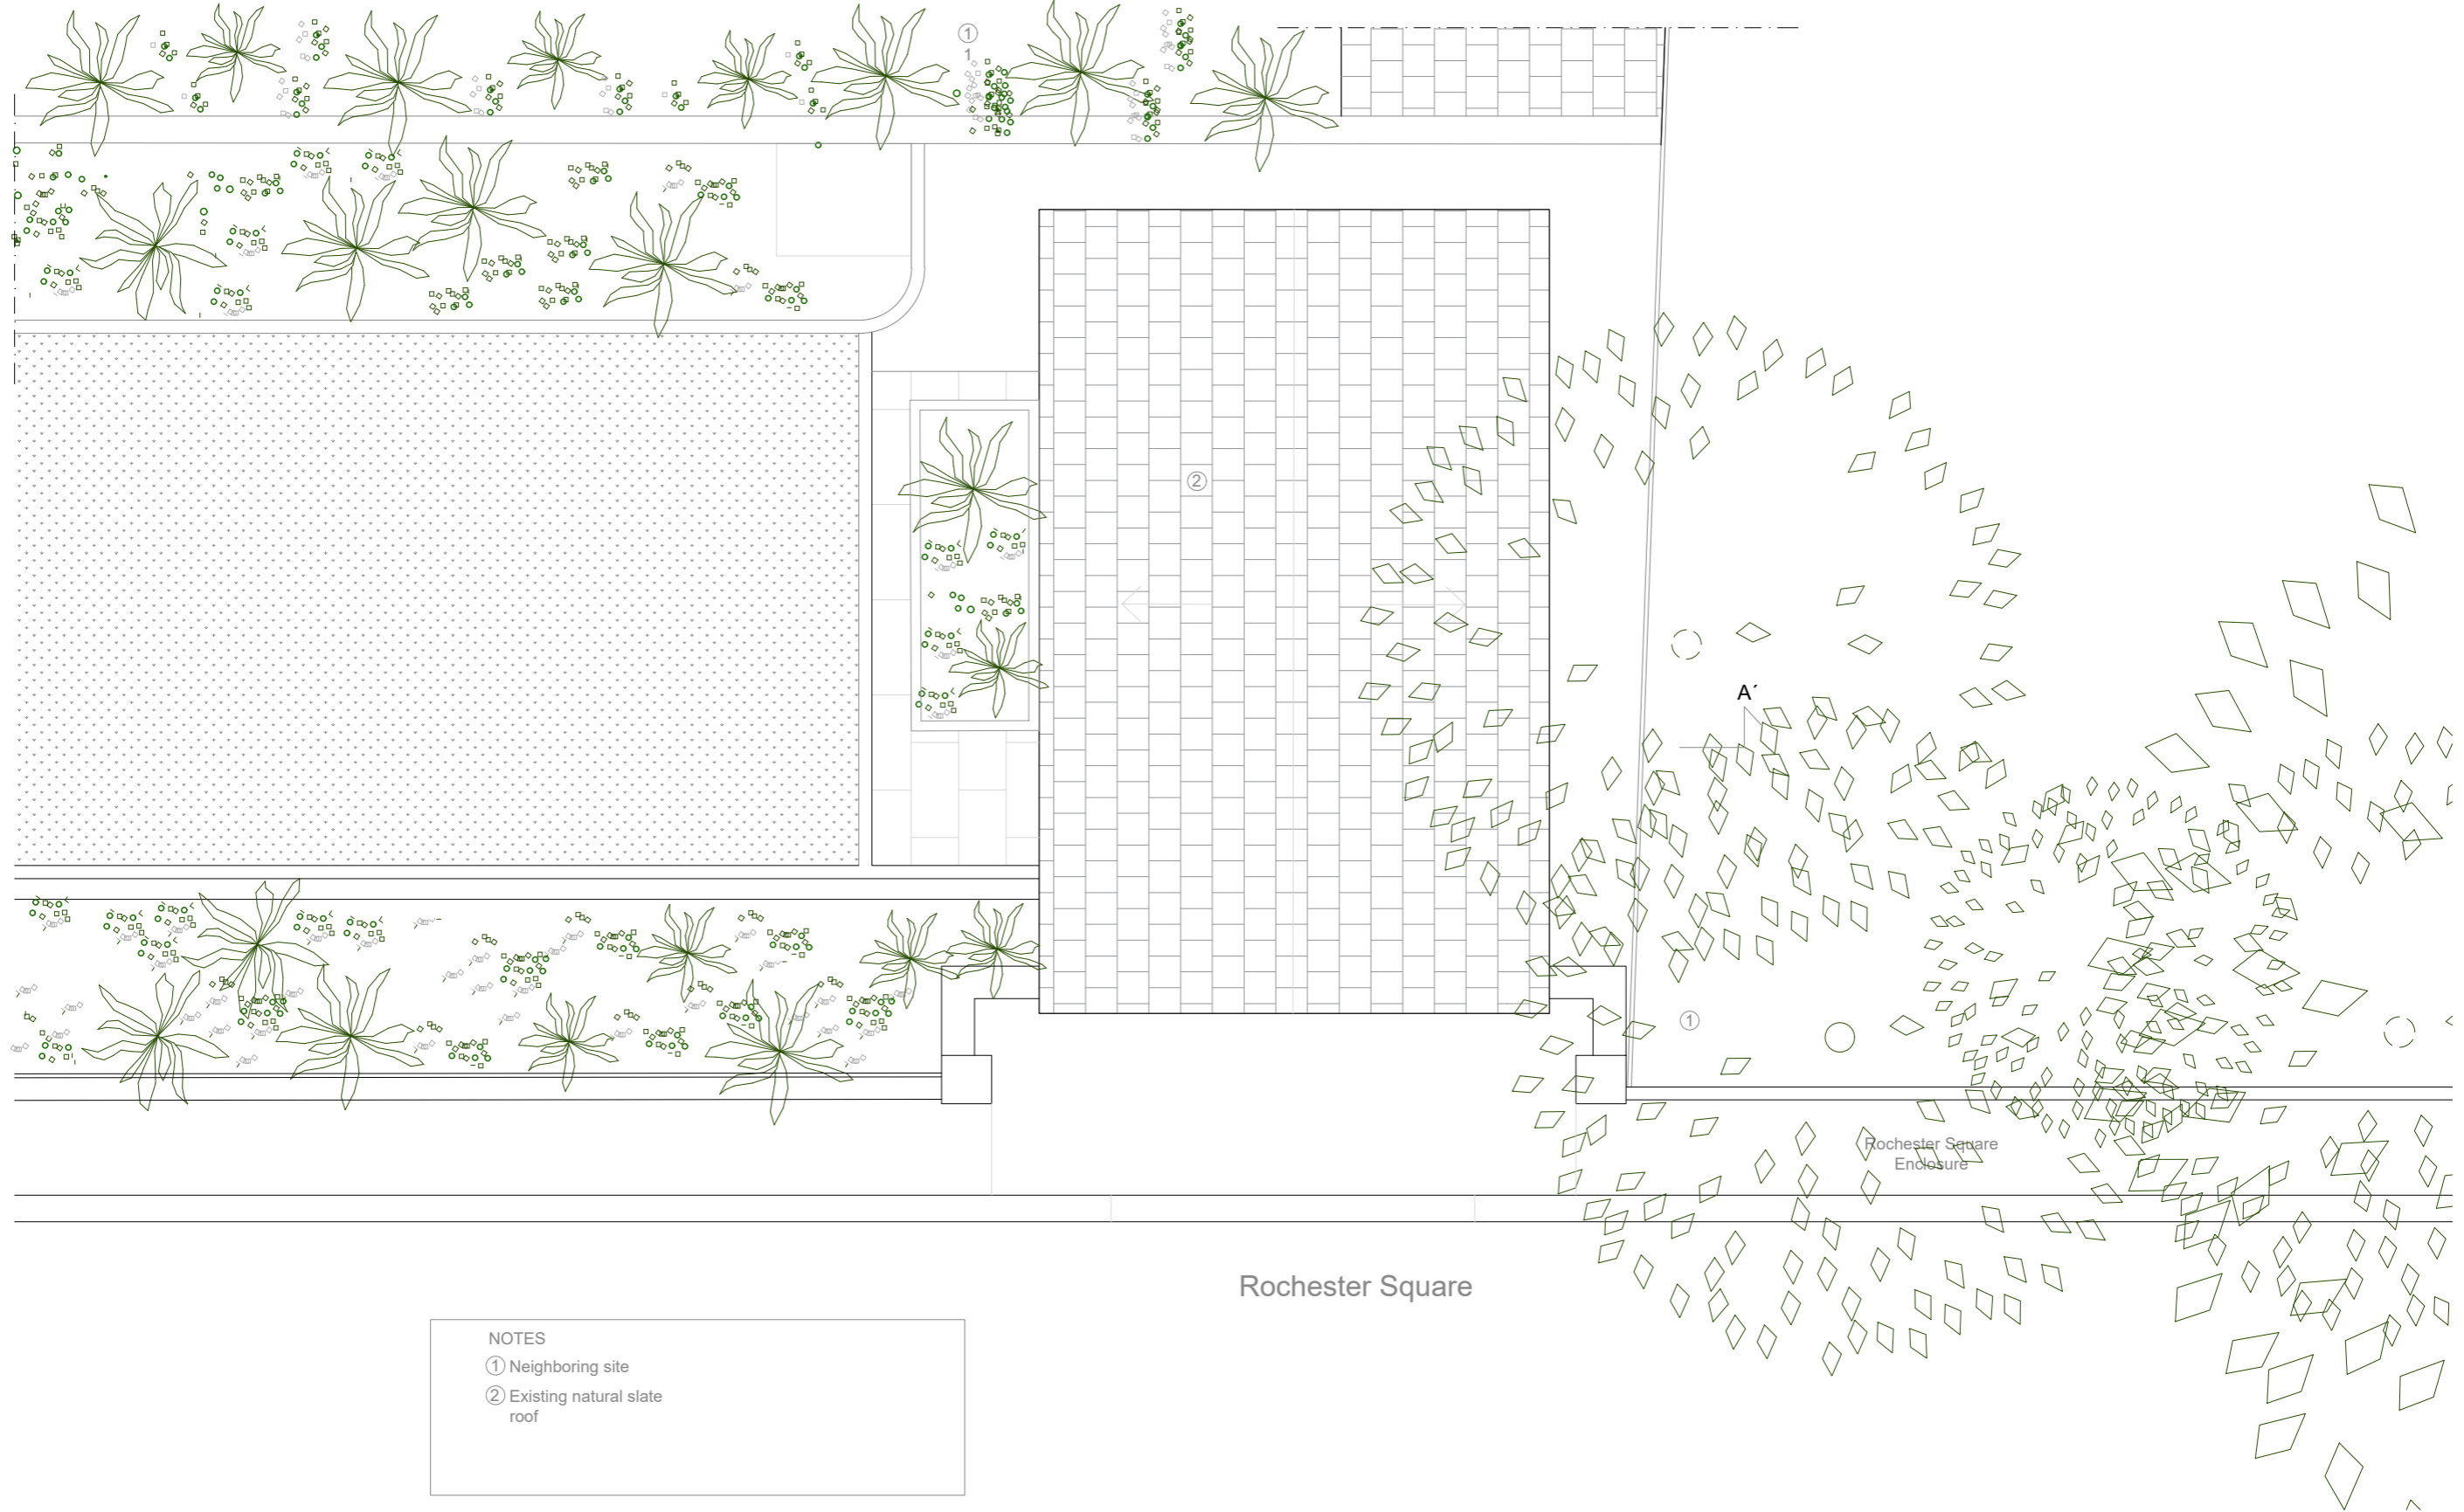 ①
1
②
A´
①
Rochester Square
Enclosure
Rochester Square
NOTES
① Neighboring site
② Existing natural slate
roof